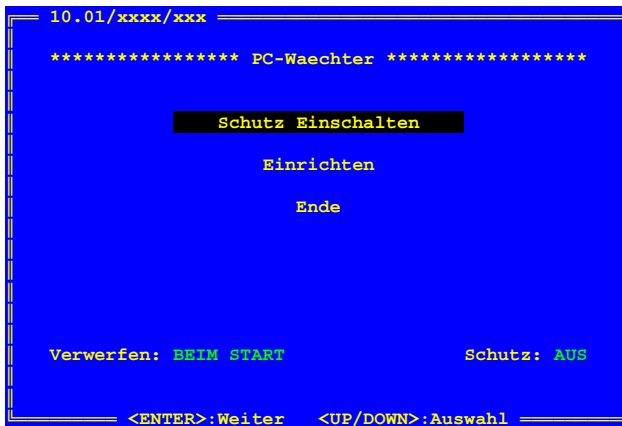 10.01/xxxx/xxx
***************** PC-Waechter ******************
Schutz Einschalten
Einrichten
Ende
Verwerfen: BEIM START Schutz: AUS
<ENTER>:Weiter <UP/DOWN>:Auswahl